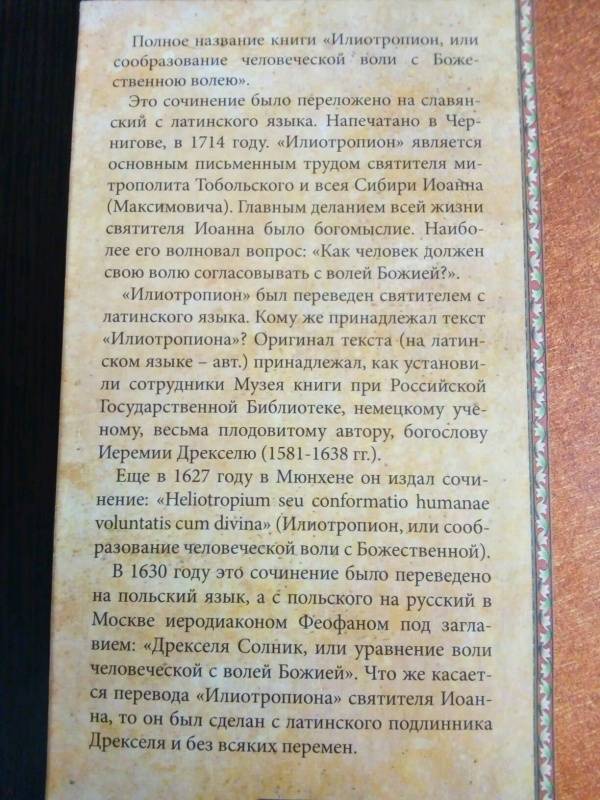 Полное название книги «Илиотропион, или
сообразование человеческой воли с Боже-
ственною волею».
Это сочинение было переложено на славян-
ский с латинского языка. Напечатано в Чер-
нигове, в 1714 году. «Илиотропион» является
основным письменным трудом святителя ми-
трополита Тобольского и всея Сибири Иоанна
(Максимовича). Главным деланием всей жизни
святителя Иоанна было богомыслие. Наибо-
лее его волновал вопрос: «Как человек должен
свою волю согласовывать с волей Божией?».
«Илиотропион» был переведен святителем с
латинского языка. Кому же принадлежал текст
«Илиотропиона»? Оригинал текста (на латин-
ском языке – авт.) принадлежал, как установи-
ли сотрудники Музея книги при Российской
Государственной Библиотеке, немецкому учё-
ному, весьма плодовитому автору, богослову
Иеремии Дрекселю (1581-1638 гг.).
Еще в 1627 году в Мюнхене он издал сочи-
нение: «Heliotropium seu conformatio humanae
voluntatis cum divina» (Илиотропион, или сооб-
разование человеческой воли с Божественной).
В 1630 году это сочинение было переведено
на польский язык, а с польского на русский в
Москве иеродиаконом Феофаном под загла-
вием: «Дрекселя Солник, или уравнение воли
человеческой с волей Божией». Что же касает-
ся перевода «Илиотропиона» святителя Иоан-
на, то он был сделан с латинского подлинника
Дрекселя и без всяких перемен.